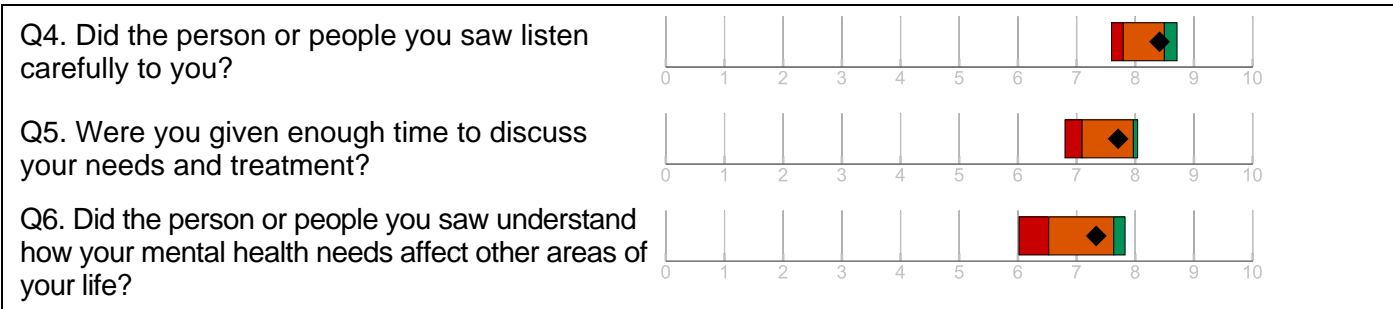 Q4. Did the person or people you saw listen
carefully to you?
0 1 2 3 4 5 6 7 8 9 10
Q5. Were you given enough time to discuss
your needs and treatment?
0 1 2 3 4 5 6 7 8 9 10
Q6. Did the person or people you saw understand
how your mental health needs affect other areas of
your life?
0 1 2 3 4 5 6 7 8 9 10